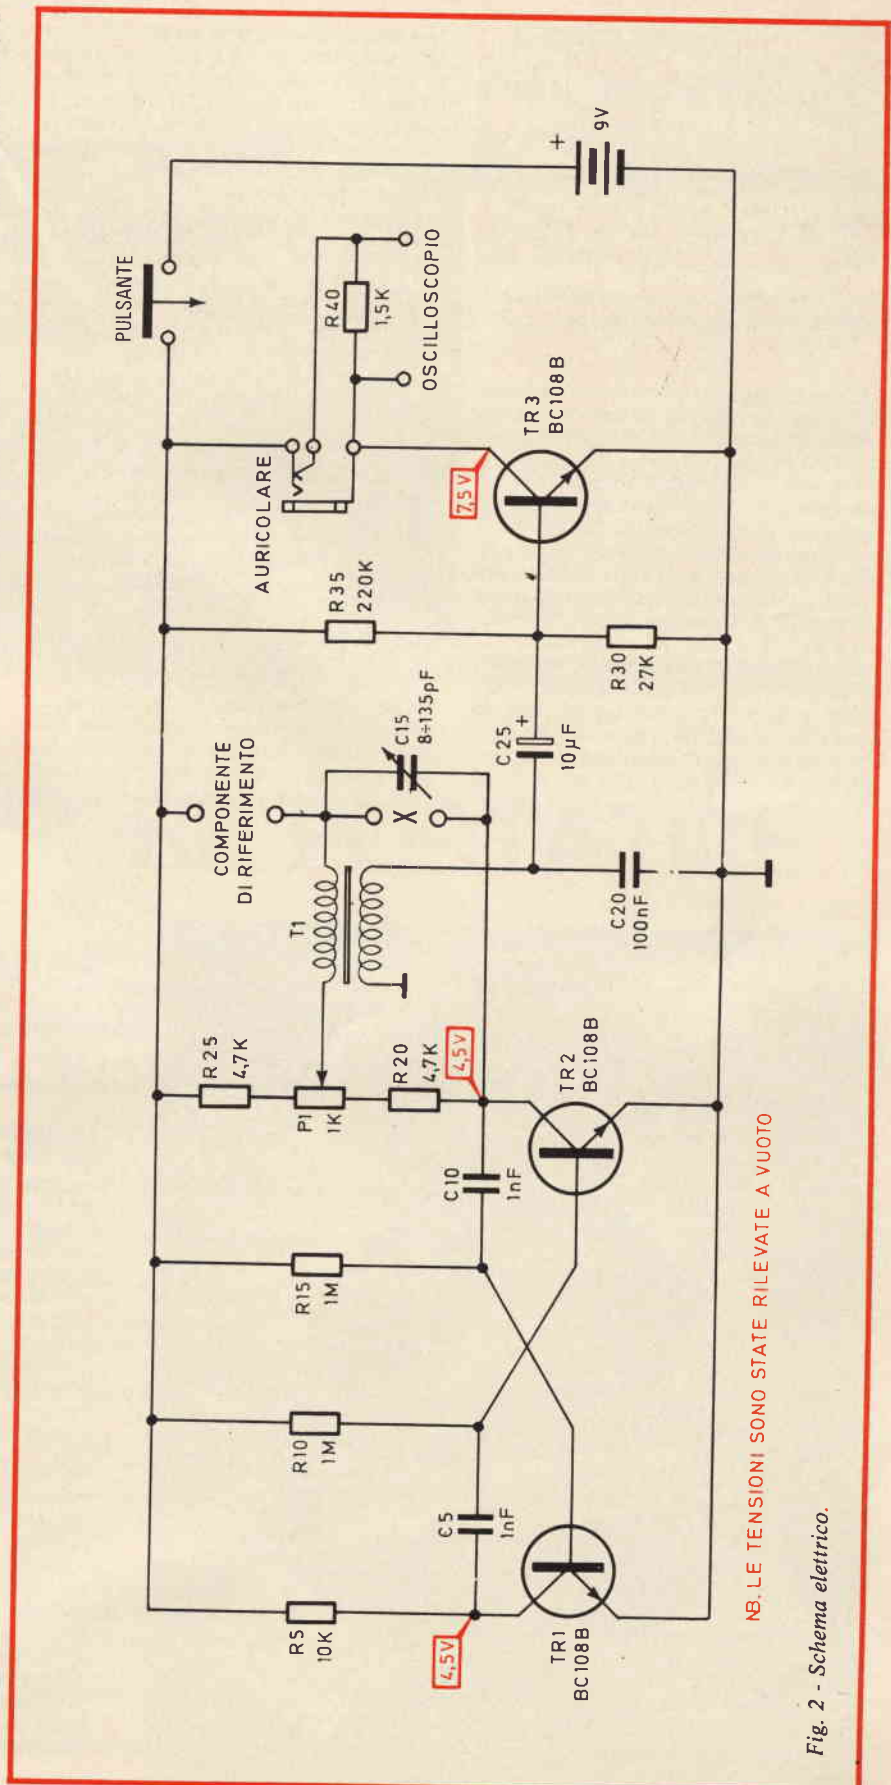 PULSANTE
+
9V
R40
1,5K
OSCILLOSCOPIO
AURICOLARE
TR3
BC108B
7,5V
R35
220K
R30
27K
COMPONENTE
DI RIFERIMENTO
C15
8÷135pF
X
C25
+
10µF
C20
100nF
T1
R25
4,7K
P1
1K
R20
4,7K
4,5V
TR2
BC108B
C10
1nF
R15
1M
R10
1M
C5
1nF
R5
10K
4,5V
TR1
BC108B
NB. LE TENSIONI SONO STATE RILEVATE A VUOTO
Fig. 2 - Schema elettrico.